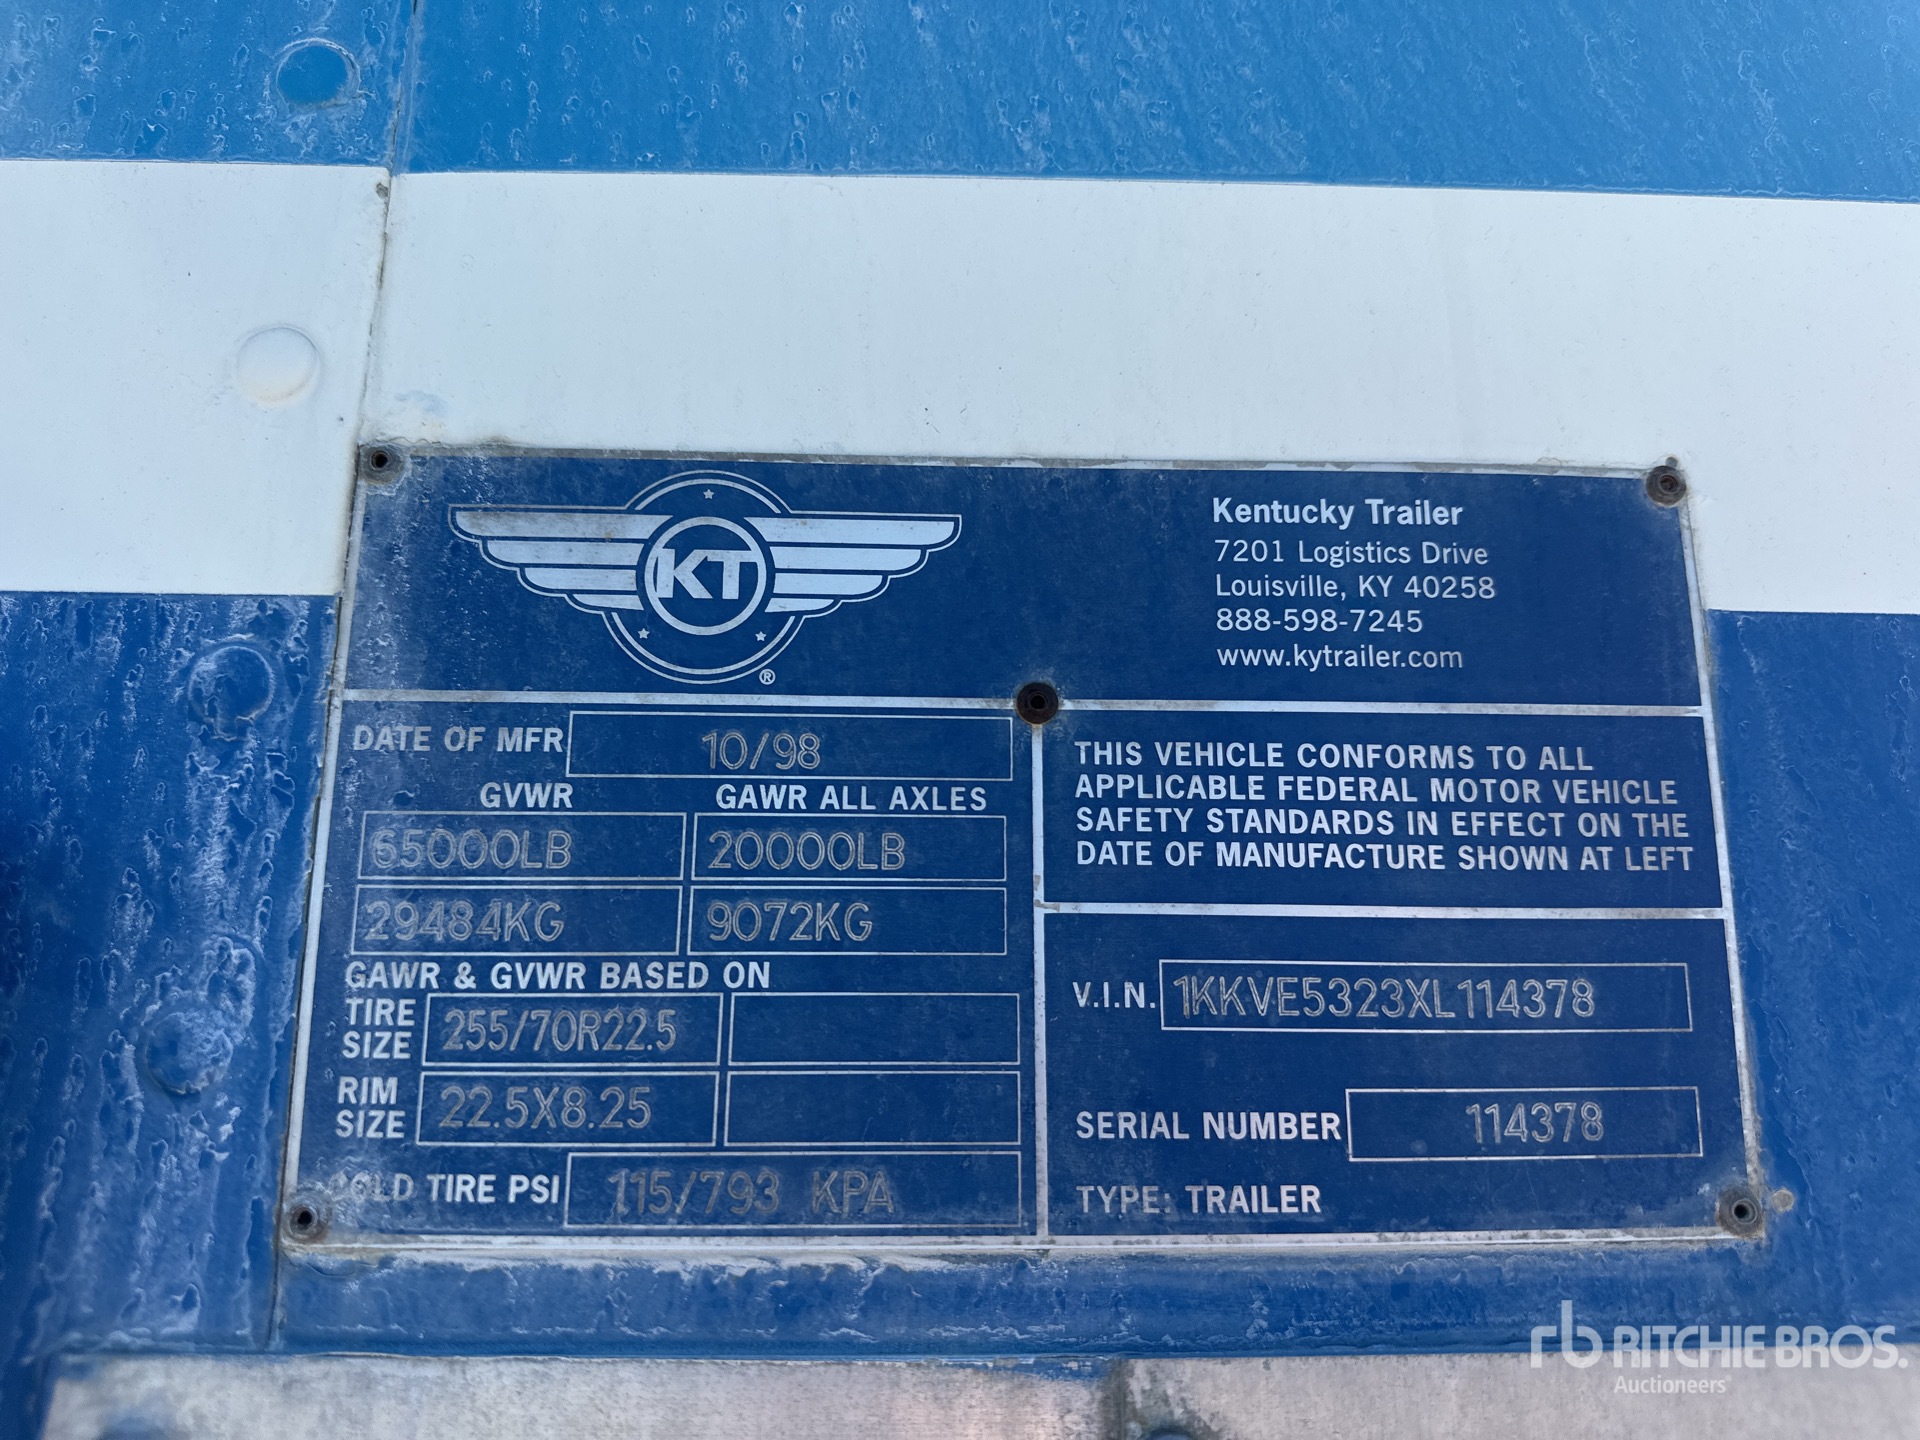 KT
®
Kentucky Trailer
7201 Logistics Drive
Louisville, KY 40258
888-598-7245
www.kytrailer.com
DATE OF MFR 10/98
GVWR GAWR ALL AXLES
65000LB 20000LB
29484KG 9072KG
GAWR & GVWR BASED ON
TIRE SIZE 255/70R22.5
RIM SIZE 22.5X8.25
COLD TIRE PSI 115/793 KPA
THIS VEHICLE CONFORMS TO ALL
APPLICABLE FEDERAL MOTOR VEHICLE
SAFETY STANDARDS IN EFFECT ON THE
DATE OF MANUFACTURE SHOWN AT LEFT
V.I.N. 1KKVE5323XL114378
SERIAL NUMBER 114378
TYPE: TRAILER
rb RITCHIE BROS.
Auctioneers